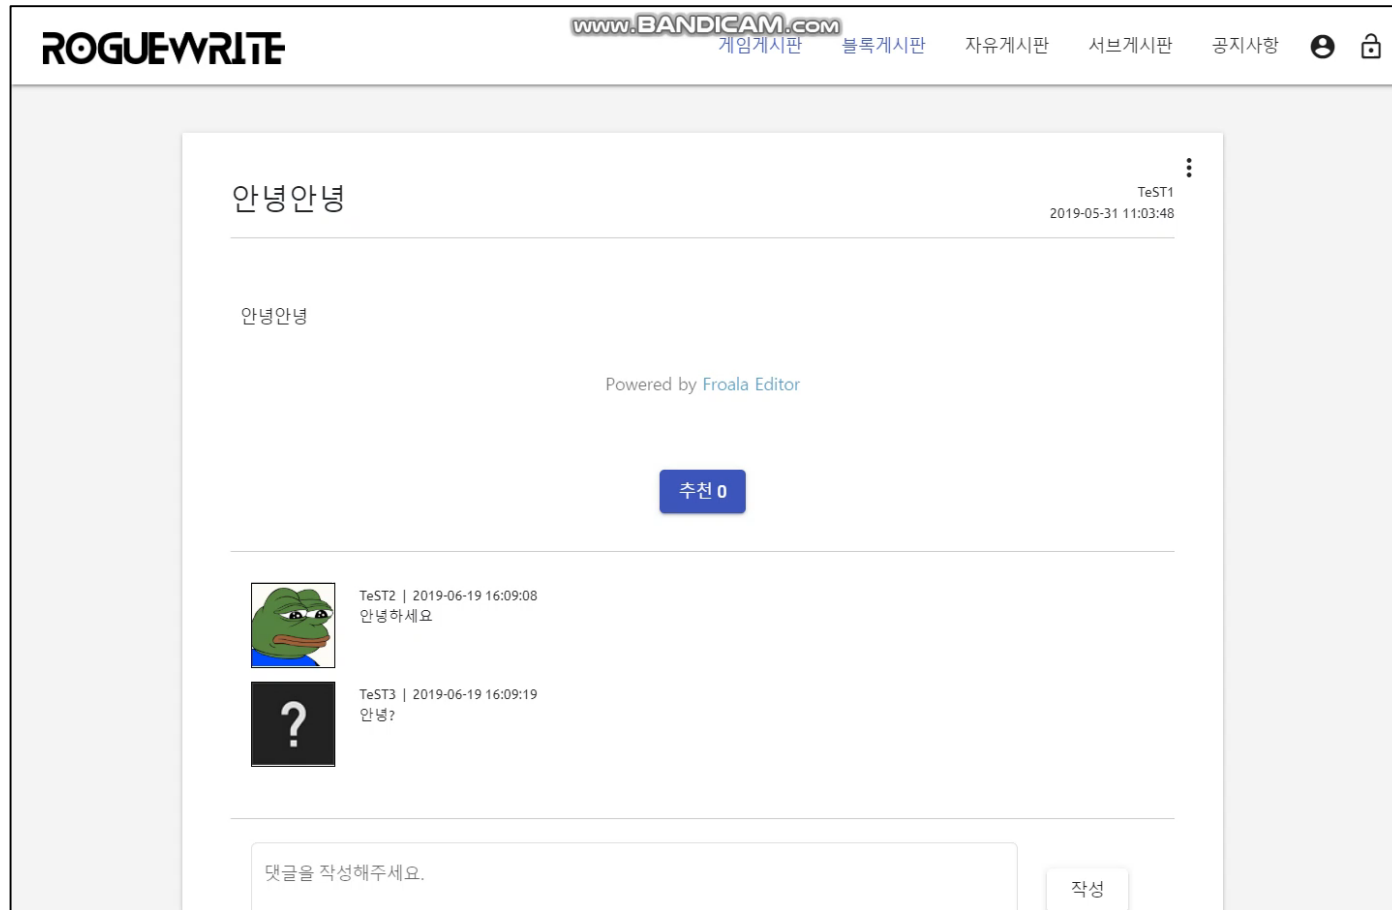 www.BANDICAM.com
ROGUEWRITE
게임게시판 블록게시판 자유게시판 서브게시판 공지사항
안녕안녕
TeST1
2019-05-31 11:03:48
안녕안녕
Powered by Froala Editor
추천 0
TeST2 | 2019-06-19 16:09:08
안녕하세요
?
TeST3 | 2019-06-19 16:09:19
안녕?
댓글을 작성해주세요.
작성